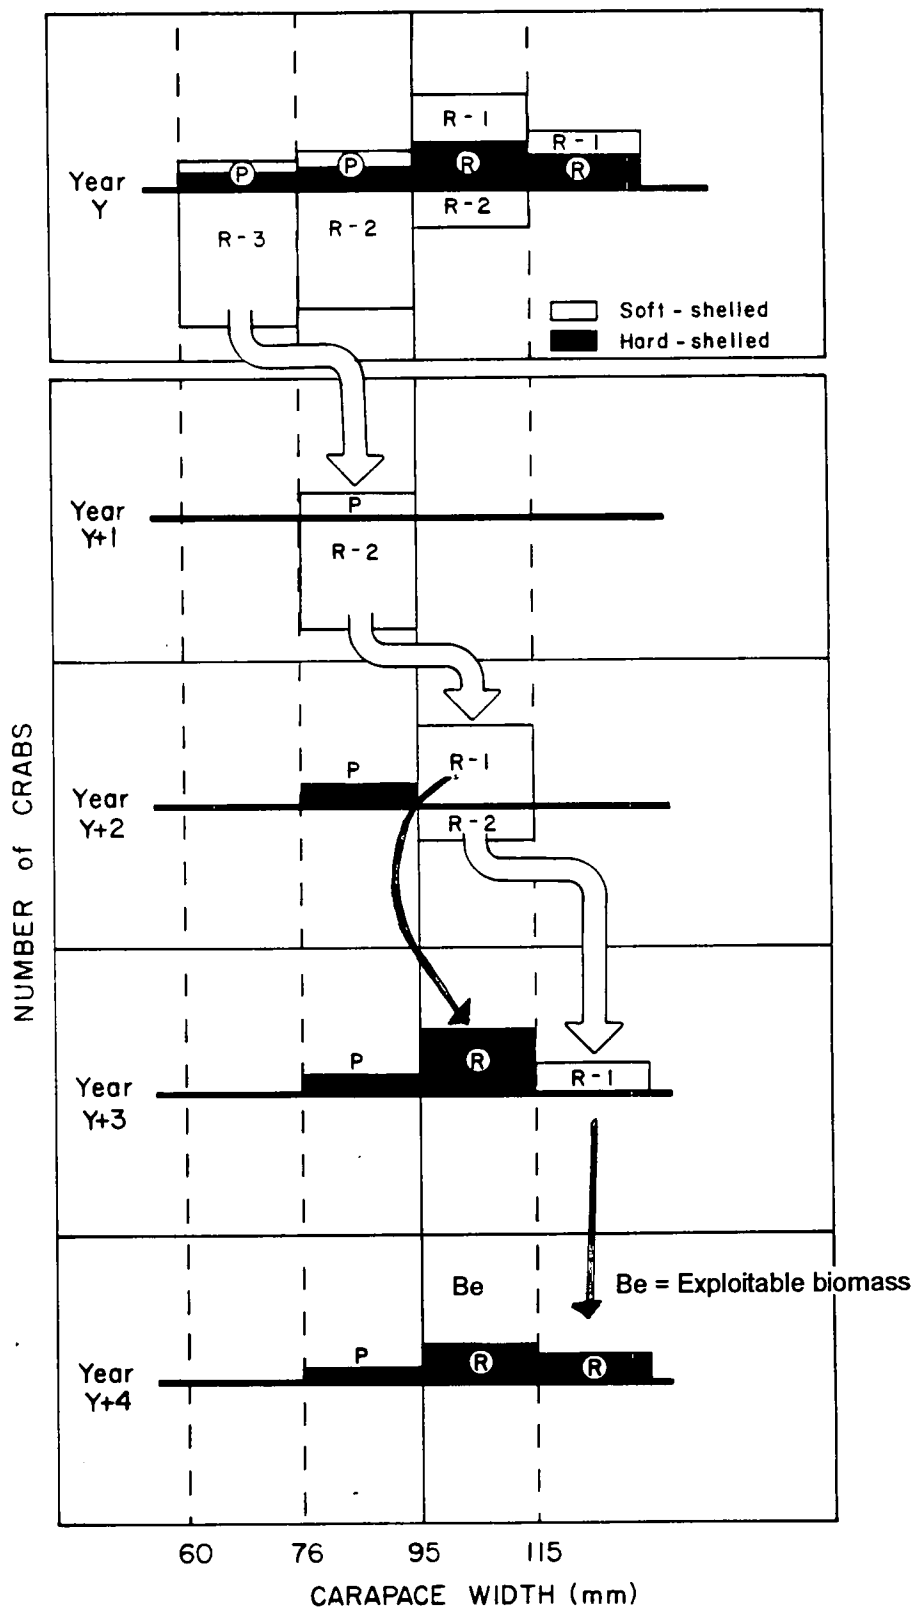 R-1
R-1
P
P
R
R
Year
Y
R-2
R-3
R-2
Soft-shelled
Hard-shelled
Year
Y+1
P
R-2
P
R-1
Year
Y+2
R-2
NUMBER of CRABS
P
R
R-1
Year
Y+3
Be
Be = Exploitable biomass
P
R
R
Year
Y+4
60 76 95 115
CARAPACE WIDTH (mm)